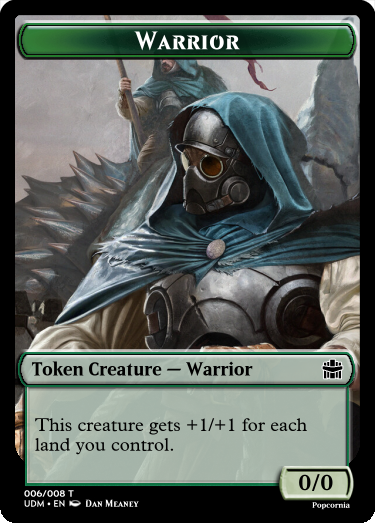 WARRIOR
Token Creature — Warrior
This creature gets +1/+1 for each
land you control.
0/0
006/008 T
UDM • EN DAN MEANEY
Popcornia